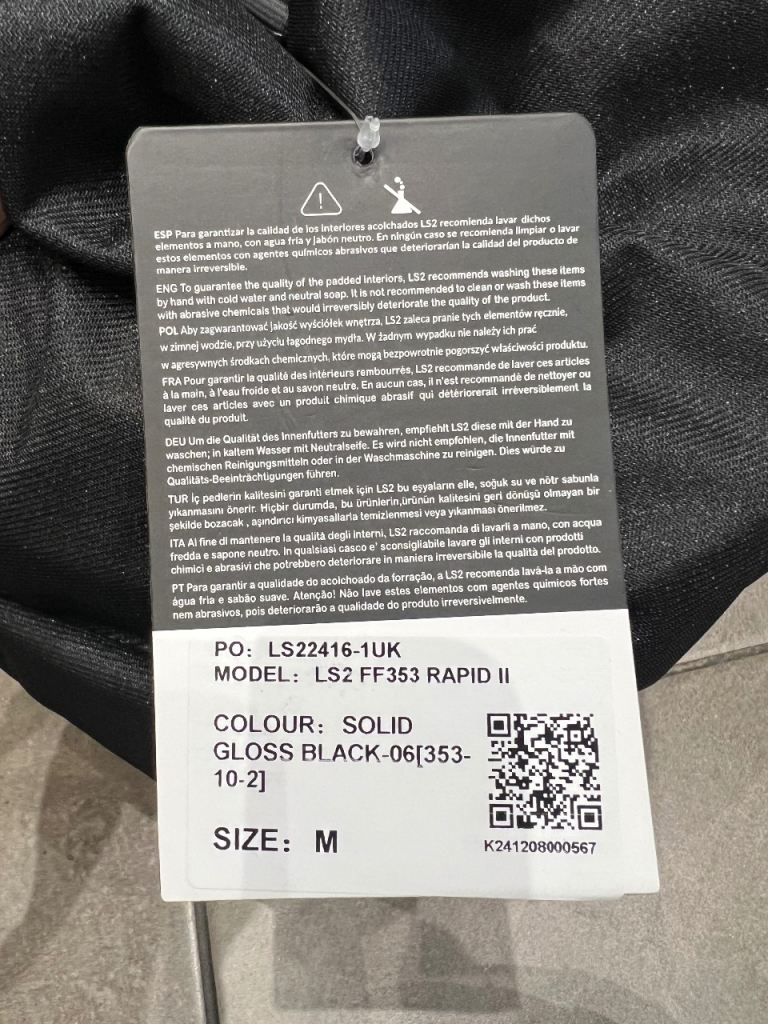 ESP Para garantizar la calidad de los interiores acolchados LS2 recomienda lavar dichos
elementos a mano, con agua fría y jabón neutro. En ningún caso se recomienda limpiar o lavar
estos elementos con agentes químicos abrasivos que deteriorarían la calidad del producto de
manera irreversible.
ENG To guarantee the quality of the padded interiors, LS2 recommends washing these items
by hand with cold water and neutral soap. It is not recommended to clean or wash these items
with abrasive chemicals that would irreversibly deteriorate the quality of the product.
POL Aby zagwarantować jakość wyściółek wnętrza, LS2 zaleca pranie tych elementów ręcznie,
w zimnej wodzie, przy użyciu łagodnego mydła. W żadnym wypadku nie należy ich prać
w agresywnych środkach chemicznych, które mogą bezpowrotnie pogorszyć właściwości produktu.
FRA Pour garantir la qualité des intérieurs rembourrés, LS2 recommande de laver ces articles
à la main, à l'eau froide et au savon neutre. En aucun cas, il n'est recommandé de nettoyer ou
laver ces articles avec un produit chimique abrasif qui détériorerait irréversiblement la
qualité du produit.
DEU Um die Qualität des Innenfutters zu bewahren, empfiehlt LS2 diese mit der Hand zu
waschen; in kaltem Wasser mit Neutralseife. Es wird nicht empfohlen, die Innenfutter mit
chemischen Reinigungsmitteln oder in der Waschmachine zu reinigen. Dies würde zu
Qualitäts-Beeinträchtigungen führen.
TUR İç pedlerin kalitesini garanti etmek için LS2 bu eşyaların elle, soğuk su ve nötr sabunla
yıkanmasını önerir. Hiçbir durumda, bu ürünlerin,ürünün kalitesini geri dönüşü olmayan bir
şekilde bozacak , aşındırıcı kimyasallarla temizlenmesi veya yıkanması önerilmez.
ITA Al fine di mantenere la qualità degli interni, LS2 raccomanda di lavarli a mano, con acqua
fredda e sapone neutro. In qualsiasi casco e' sconsigliabile lavare gli interni con prodotti
chimici e abrasivi che potrebbero deteriorare in maniera irreversibile la qualità del prodotto.
PT Para garantir a qualidade do acolchoado da forração, a LS2 recomenda lavá-la a mão com
água fria e sabão suave. Atenção! Não lave estes elementos com agentes químicos fortes
nem abrasivos, pois deteriorarão a qualidade do produto irreversivelmente.
PO: LS22416-1UK
MODEL: LS2 FF353 RAPID II
COLOUR: SOLID
GLOSS BLACK-06[353-
10-2]
SIZE: M
K241208000567